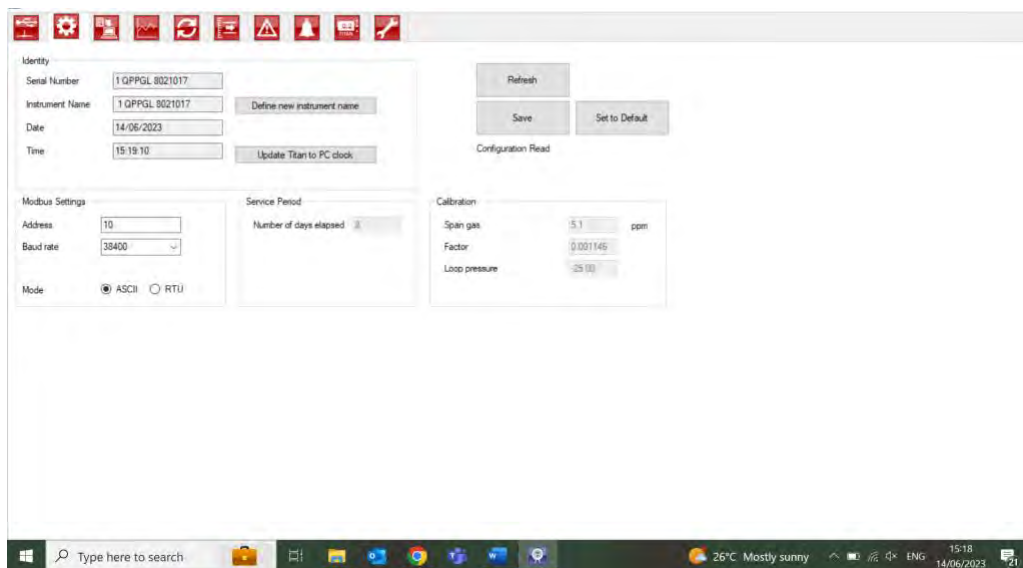 Identity
Serial Number 1 QPPGL 8021017
Instrument Name 1 QPPGL 8021017 Define new instrument name
Date 14/06/2023
Time 15:19:10 Update Titan to PC clock
Refresh
Save Set to Default
Configuration Read
Modbus Settings
Address 10
Baud rate 38400
Mode ASCII RTU
Service Period
Number of days elapsed
Calibration
Span gas 5.1 ppm
Factor 0.001146
Loop pressure -25.00
Type here to search
26°C Mostly sunny ENG 15:18
14/06/2023 21